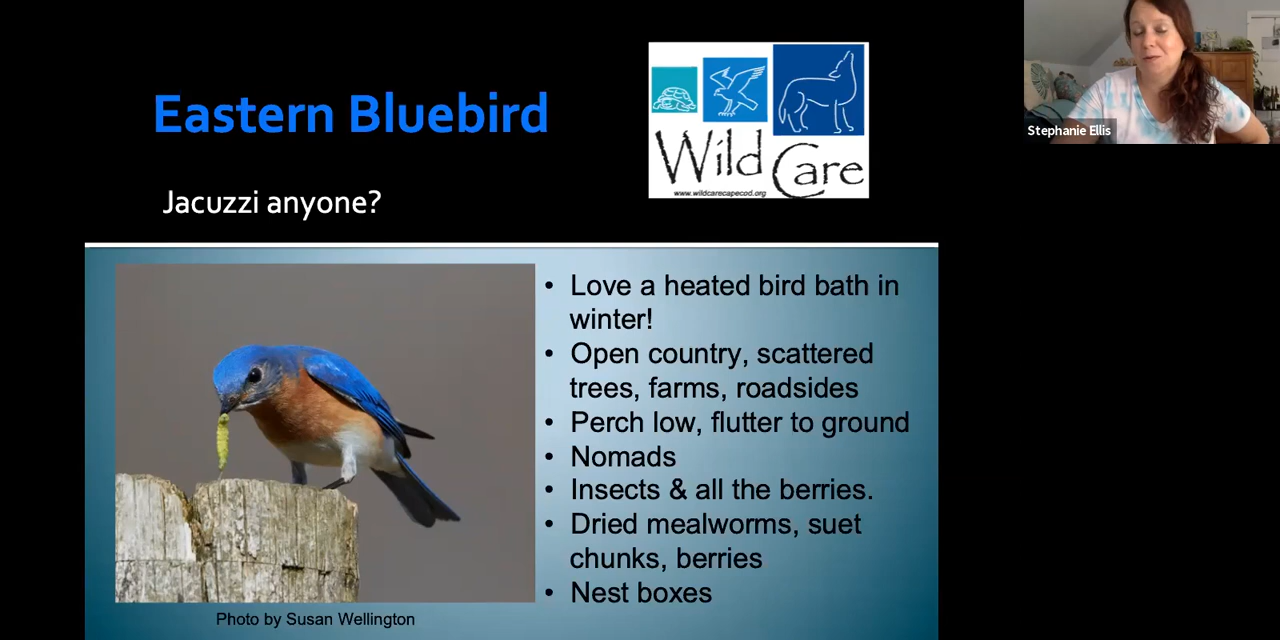 Eastern Bluebird
Jacuzzi anyone?
Wild Care
www.wildcarecapecod.org
Stephanie Ellis
• Love a heated bird bath in
winter!
• Open country, scattered
trees, farms, roadsides
• Perch low, flutter to ground
• Nomads
• Insects & all the berries.
• Dried mealworms, suet
chunks, berries
• Nest boxes
Photo by Susan Wellington